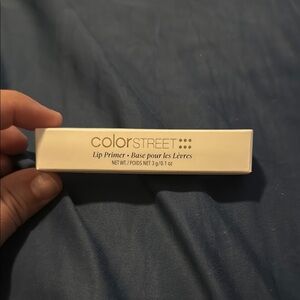 colorSTREET
Lip Primer • Base pour les Lèvres
NET WT. / POIDS NET 3 g/0.1 oz